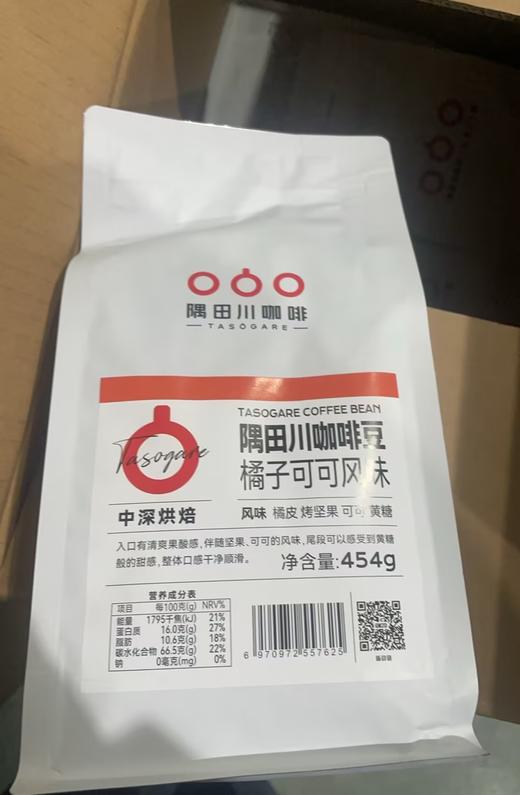 隅田川咖啡
TASOGARE
TASOGARE COFFEE BEAN
隅田川咖啡豆
橘子可可风味
Tasogare
中深烘焙
风味 橘皮 烤坚果 可可 黄糖
入口有清爽果酸感,伴随坚果、可可的风味,尾段可以感受到黄糖
般的甜感,整体口感干净顺滑。
净含量:454g
营养成分表
项目 每100克(g) NRV%
能量 1795千焦(kJ) 21%
蛋白质 16.0克(g) 27%
脂肪 10.6克(g) 18%
碳水化合物 66.5克(g) 22%
钠 0毫克(mg) 0%
6 970972 557625